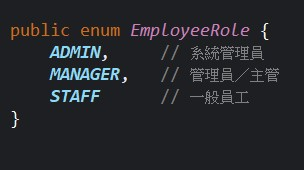 public enum EmployeeRole {
    ADMIN,     // 系統管理員
    MANAGER,   // 管理員／主管
    STAFF      // 一般員工
}